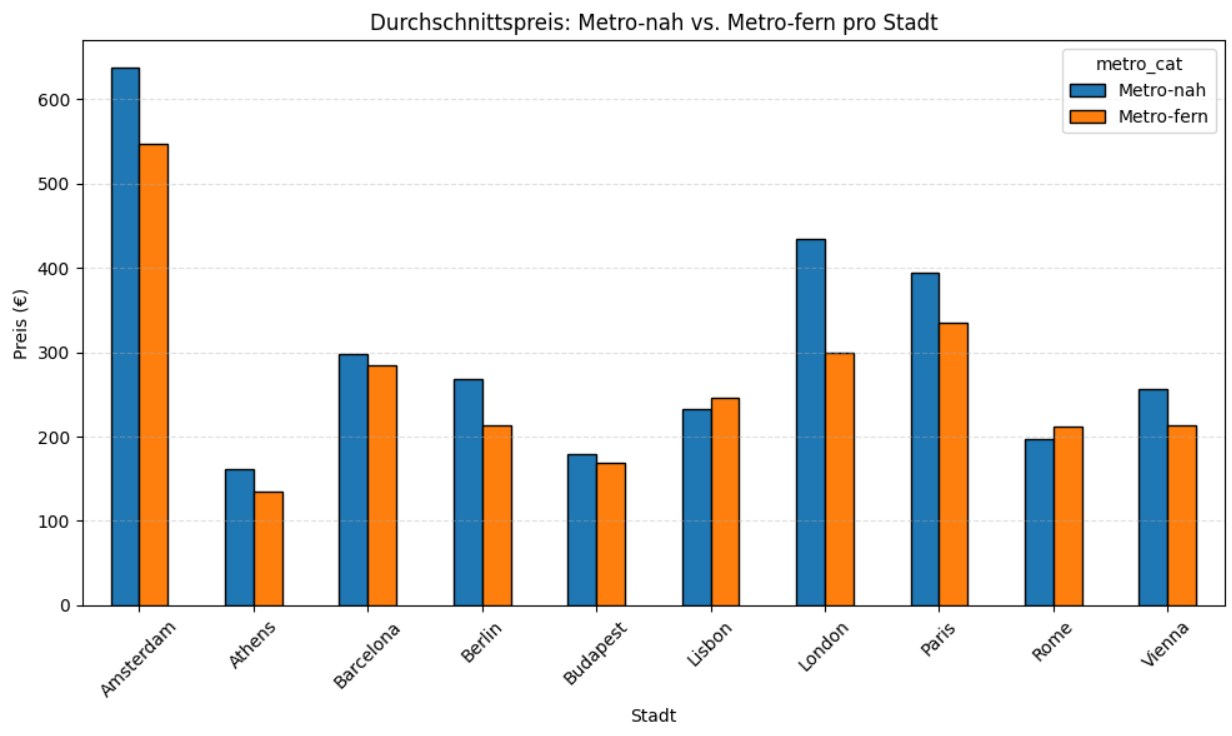 Durchschnittspreis: Metro-nah vs. Metro-fern pro Stadt
metro_cat
Metro-nah
Metro-fern
Preis (€)
600
500
400
300
200
100
0
Amsterdam
Athens
Barcelona
Berlin
Budapest
Lisbon
London
Paris
Rome
Vienna
Stadt